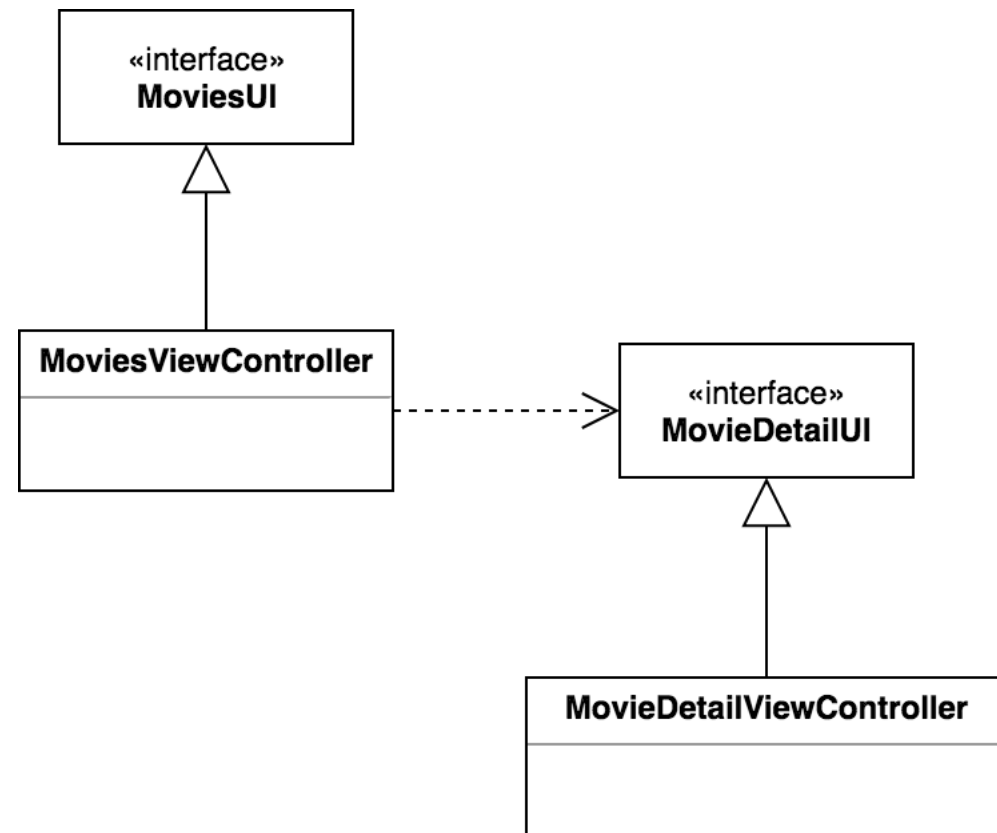 «interface»
MoviesUI
MoviesViewController
«interface»
MovieDetailUI
MovieDetailViewController